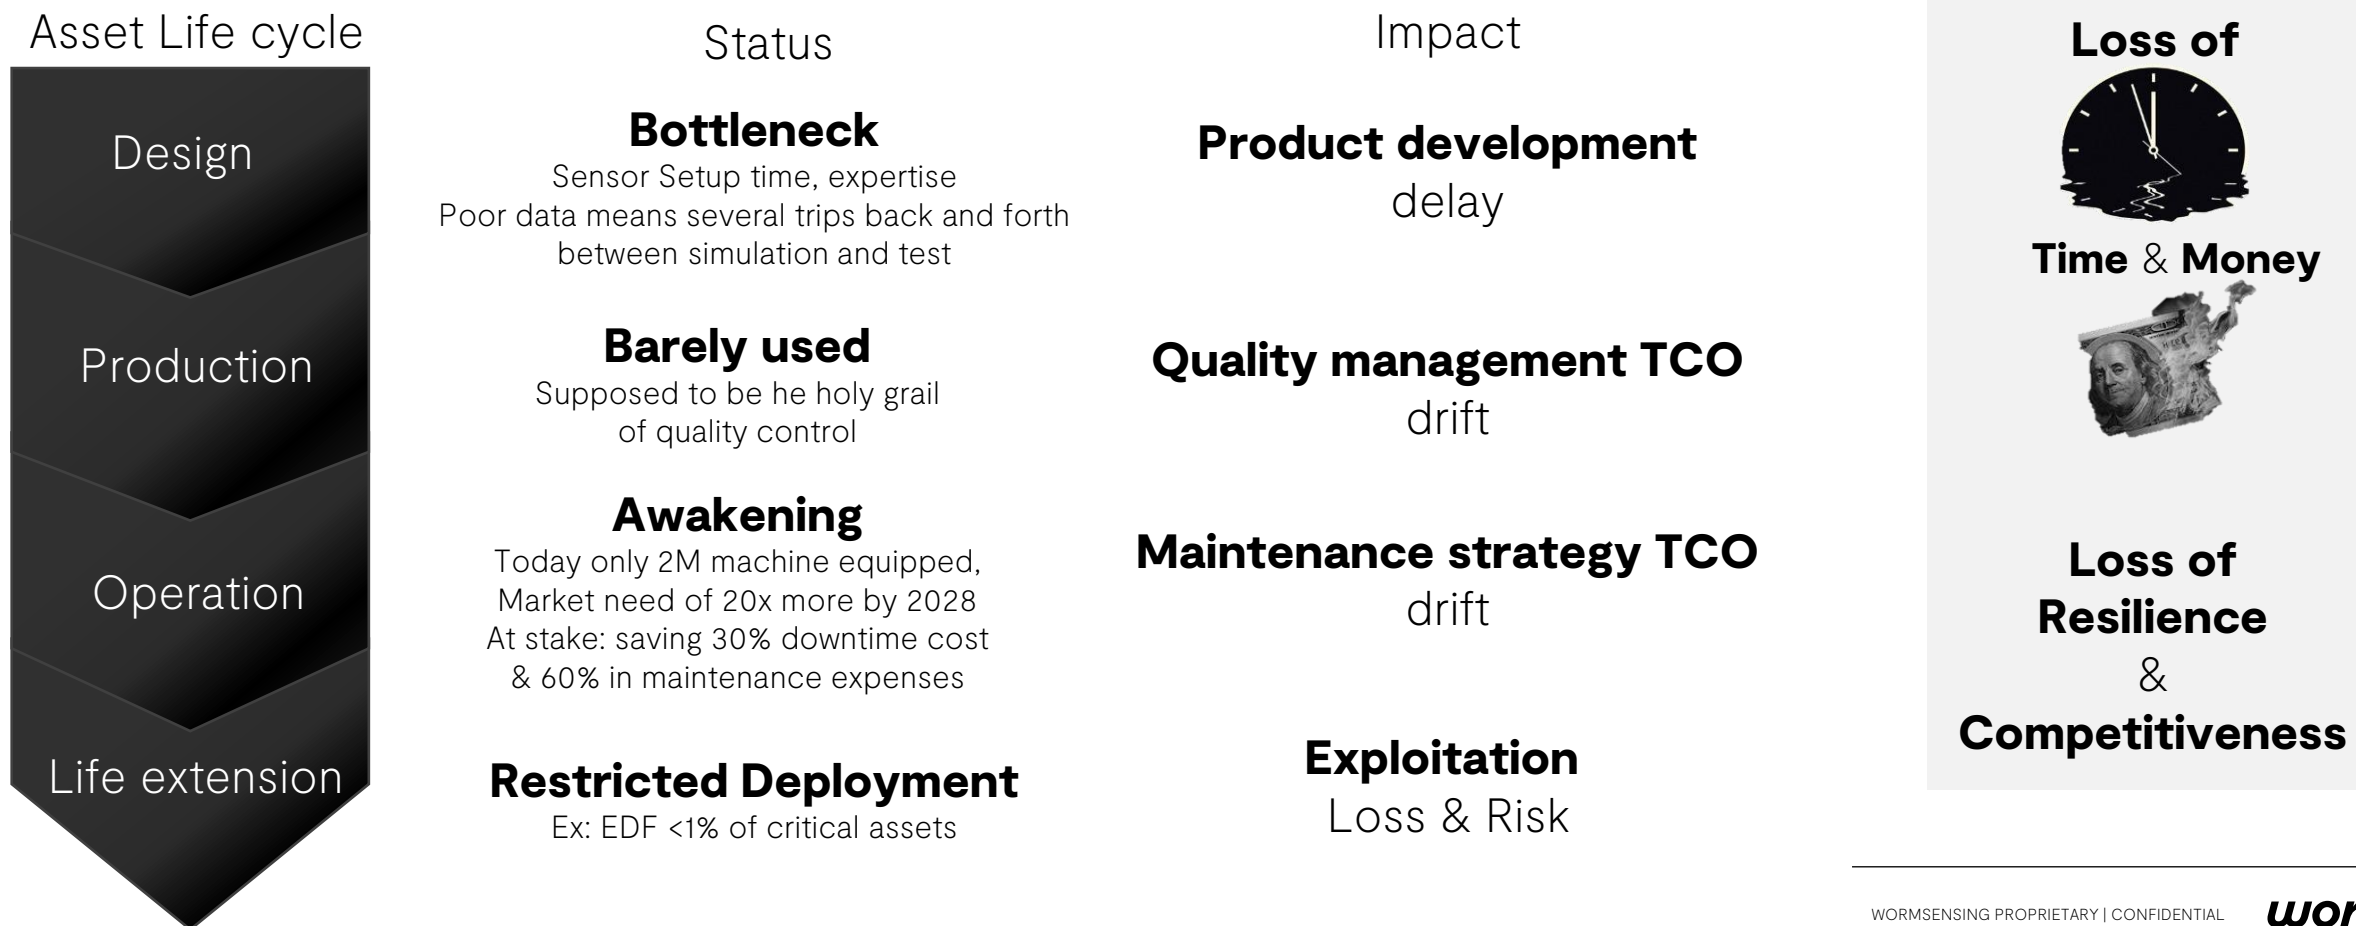 Asset Life cycle
Status
Impact
Loss of
Design
Bottleneck
Sensor Setup time, expertise
Poor data means several trips back and forth
between simulation and test
Product development
delay
Time & Money
Production
Barely used
Supposed to be he holy grail
of quality control
Quality management TCO
drift
Operation
Awakening
Today only 2M machine equipped,
Market need of 20x more by 2028
At stake: saving 30% downtime cost
& 60% in maintenance expenses
Maintenance strategy TCO
drift
Loss of
Resilience
&
Competitiveness
Life extension
Restricted Deployment
Ex: EDF <1% of critical assets
Exploitation
Loss & Risk
WORMSENSING PROPRIETARY | CONFIDENTIAL